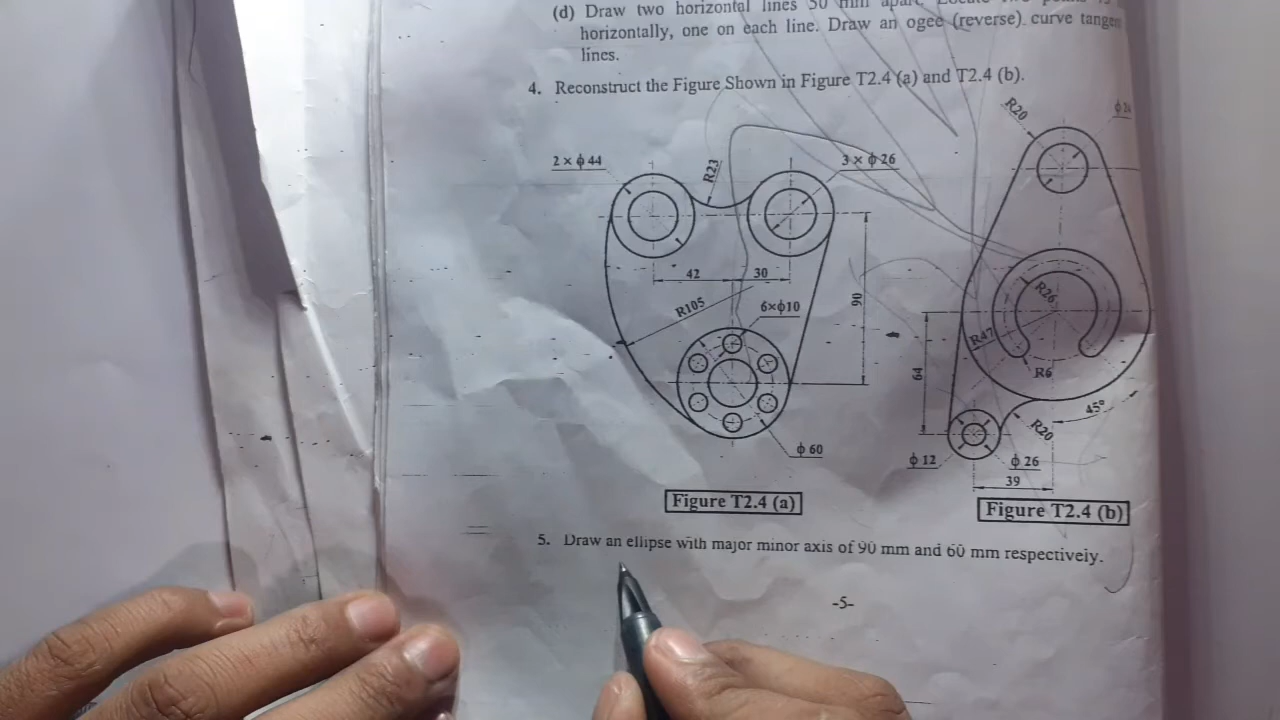 (d) Draw two horizontal lines 50 mm apart.
horizontally, one on each line. Draw an ogee (reverse) curve
lines.
4. Reconstruct the Figure Shown in Figure T2.4 (a) and T2.4 (b).
2 × ϕ 44
R23
3 × ϕ 26
42
30
90
R105
6×ϕ10
ϕ 60
Figure T2.4 (a)
R20
R26
R47
R6
64
45°
R20
ϕ 12
ϕ 26
39
Figure T2.4 (b)
5. Draw an ellipse with major minor axis of 90 mm and 60 mm respectively.
-5-